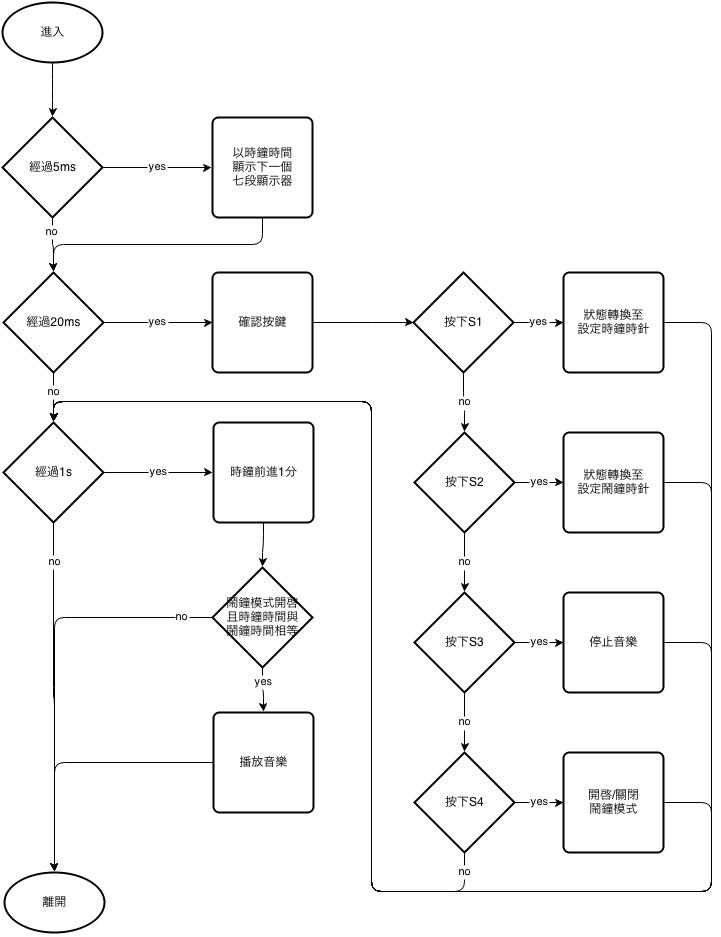 進入
經過5ms
yes
以時鐘時間
顯示下一個
七段顯示器
no
經過20ms
yes
確認按鍵
按下S1
yes
狀態轉換至
設定時鐘時針
no
no
經過1s
yes
時鐘前進1分
按下S2
yes
狀態轉換至
設定鬧鐘時針
no
no
鬧鐘模式開啓
且時鐘時間與
鬧鐘時間相等
no
yes
按下S3
yes
停止音樂
no
播放音樂
按下S4
yes
開啓/關閉
鬧鐘模式
no
離開